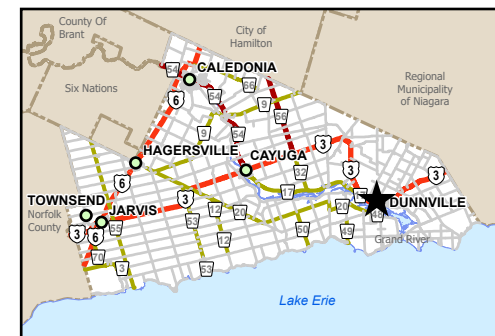 County Of
Brant
City of
Hamilton
Six Nations
Regional
Municipality
of Niagara
CALEDONIA
HAGERSVILLE
CAYUGA
TOWNSEND
Norfolk
County
JARVIS
DUNNVILLE
Grand River
Lake Erie
54
6
54
66
9
56
9
54
3
3
3
32
6
17
3
17
3
6
55
12
20
20
48
70
3
53
12
53
50
49